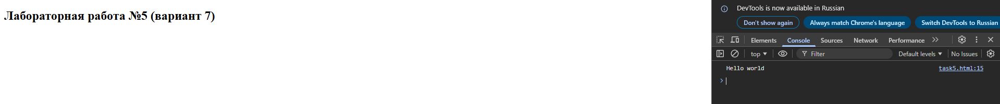 Лабораторная работа №5 (вариант 7)
DevTools is now available in Russian
Don't show again Always match Chrome's language Switch DevTools to Russian
Elements Console Sources Network Performance
top Filter Default levels No Issues
Hello world task5.html:15